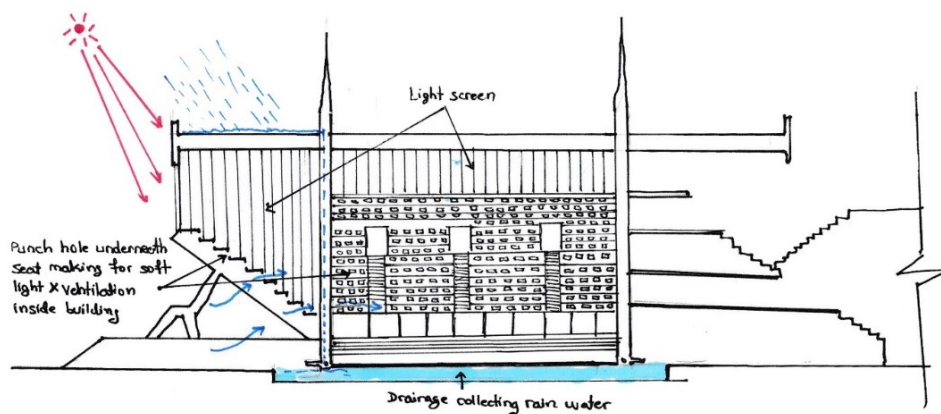 Light screen
Punch hole underneath
seat making for soft
light & ventilation
inside building
Drainage collecting rain water